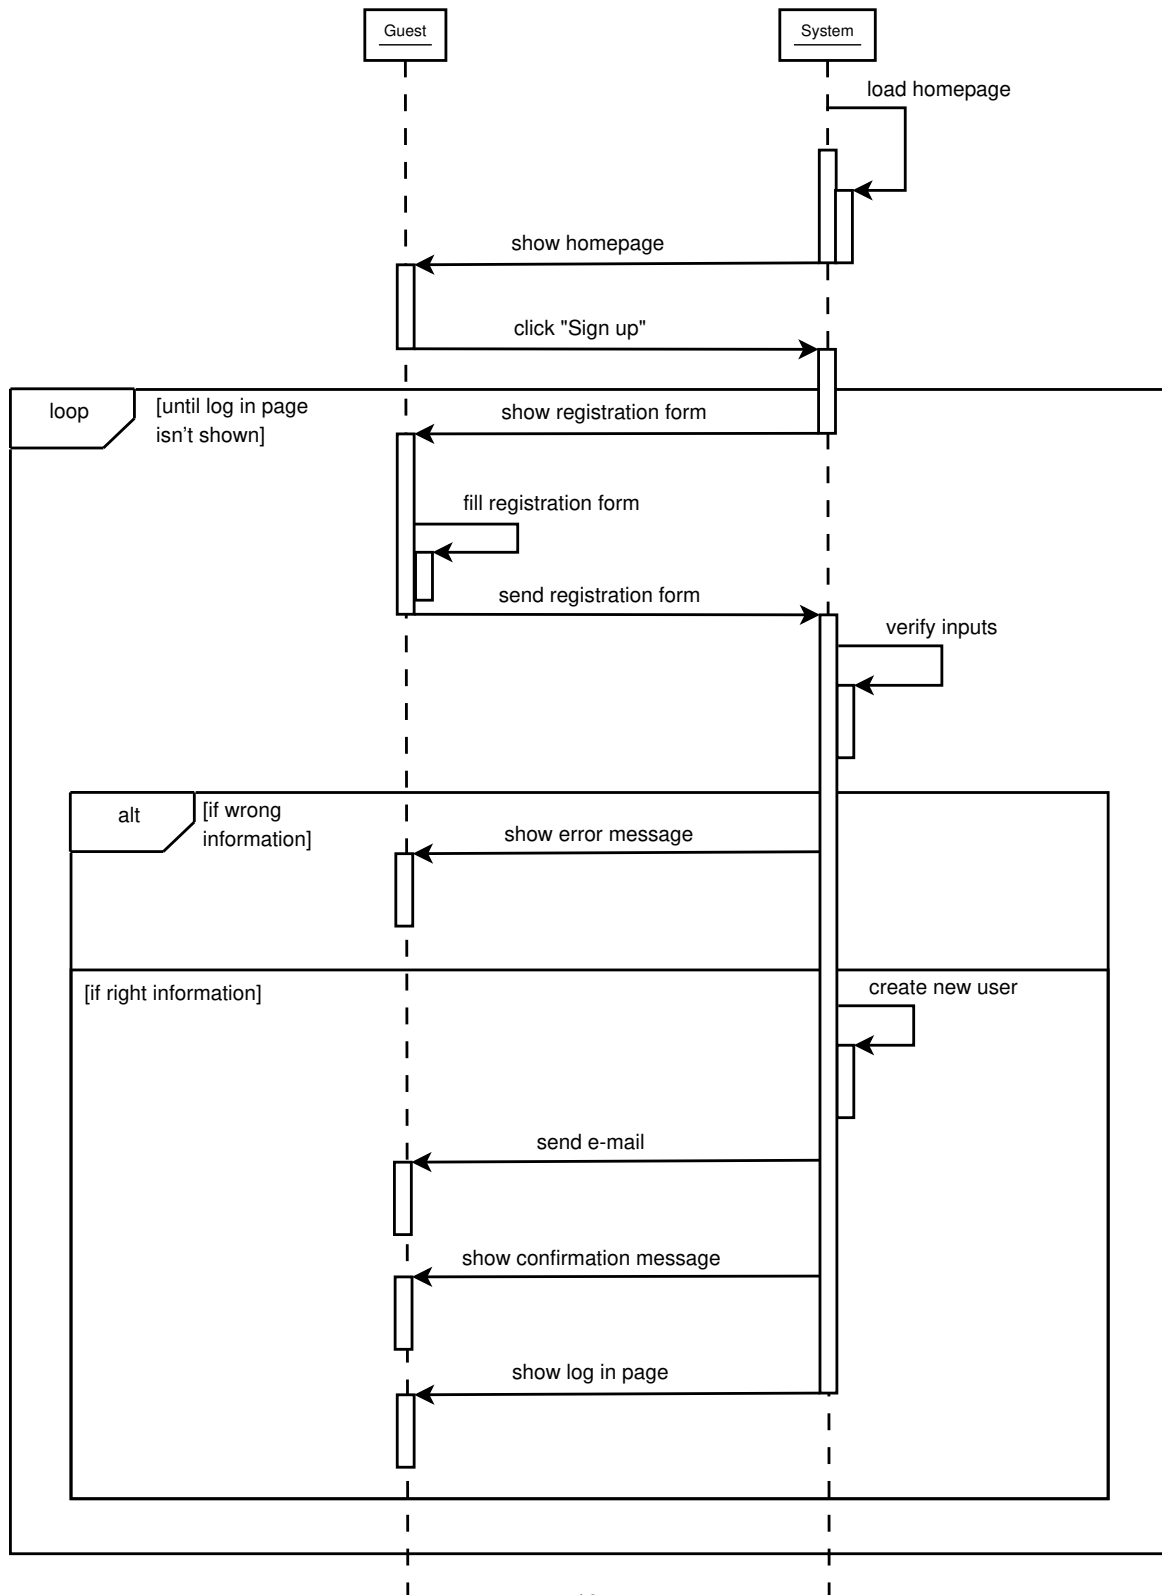 Guest
System
load homepage
show homepage
click "Sign up"
loop
[until log in page
isn't shown]
show registration form
fill registration form
send registration form
verify inputs
alt
[if wrong
information]
show error message
[if right information]
create new user
send e-mail
show confirmation message
show log in page